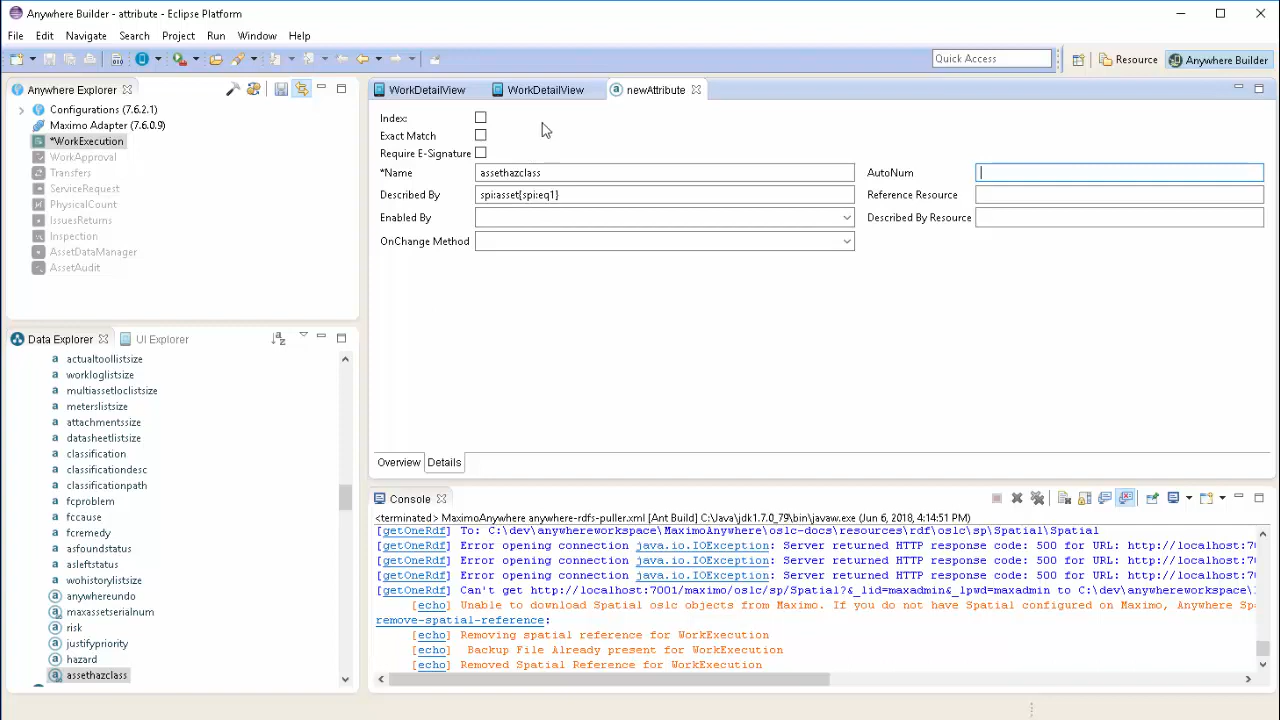 Anywhere Builder - attribute - Eclipse Platform
File Edit Navigate Search Project Run Window Help
Quick Access
Resource
Anywhere Builder
Anywhere Explorer
Configurations (7.6.2.1)
Maximo Adapter (7.6.0.9)
*WorkExecution
WorkApproval
Transfers
ServiceRequest
PhysicalCount
IssuesReturns
Inspection
AssetDataManager
AssetAudit
Data Explorer
UI Explorer
actualtoollistsize
workloglistsize
multiassetloclistsize
meterslistsize
attachmentssize
datasheetlistsize
classification
classificationdesc
classificationpath
fcproblem
fccause
fcremedy
asfoundstatus
asleftstatus
wohistorylistsize
anywhereundo
maxassetserialnum
risk
justifypriority
hazard
assethazclass
WorkDetailView
WorkDetailView
newAttribute
Index:
Exact Match
Require E-Signature
*Name assethazclass AutoNum
Described By spi:asset{spi:eq1} Reference Resource
Enabled By Described By Resource
OnChange Method
Overview Details
Console
<terminated> MaximoAnywhere.anywhere-rdfs-puller.xml [Ant Build] C:\Java\jdk1.7.0_79\bin\javaw.exe (Jun 6, 2018, 4:14:51 PM)
[getOneRdf] To: C:\dev\anywhereworkspace\MaximoAnywhere\oslc-docs\resources\rdf\oslc\sp\Spatial\Spatial
[getOneRdf] Error opening connection java.io.IOException: Server returned HTTP response code: 500 for URL: http://localhost:70
[getOneRdf] Error opening connection java.io.IOException: Server returned HTTP response code: 500 for URL: http://localhost:70
[getOneRdf] Error opening connection java.io.IOException: Server returned HTTP response code: 500 for URL: http://localhost:70
[getOneRdf] Can't get http://localhost:7001/maximo/oslc/sp/Spatial?&_lid=maxadmin&_lpwd=maxadmin to C:\dev\anywhereworkspace\
[echo] Unable to download Spatial oslc objects from Maximo. If you do not have Spatial configured on Maximo, Anywhere Sp
remove-spatial-reference:
[echo] Removing spatial reference for WorkExecution
[echo] Backup File Already present for WorkExecution
[echo] Removed Spatial Reference for WorkExecution